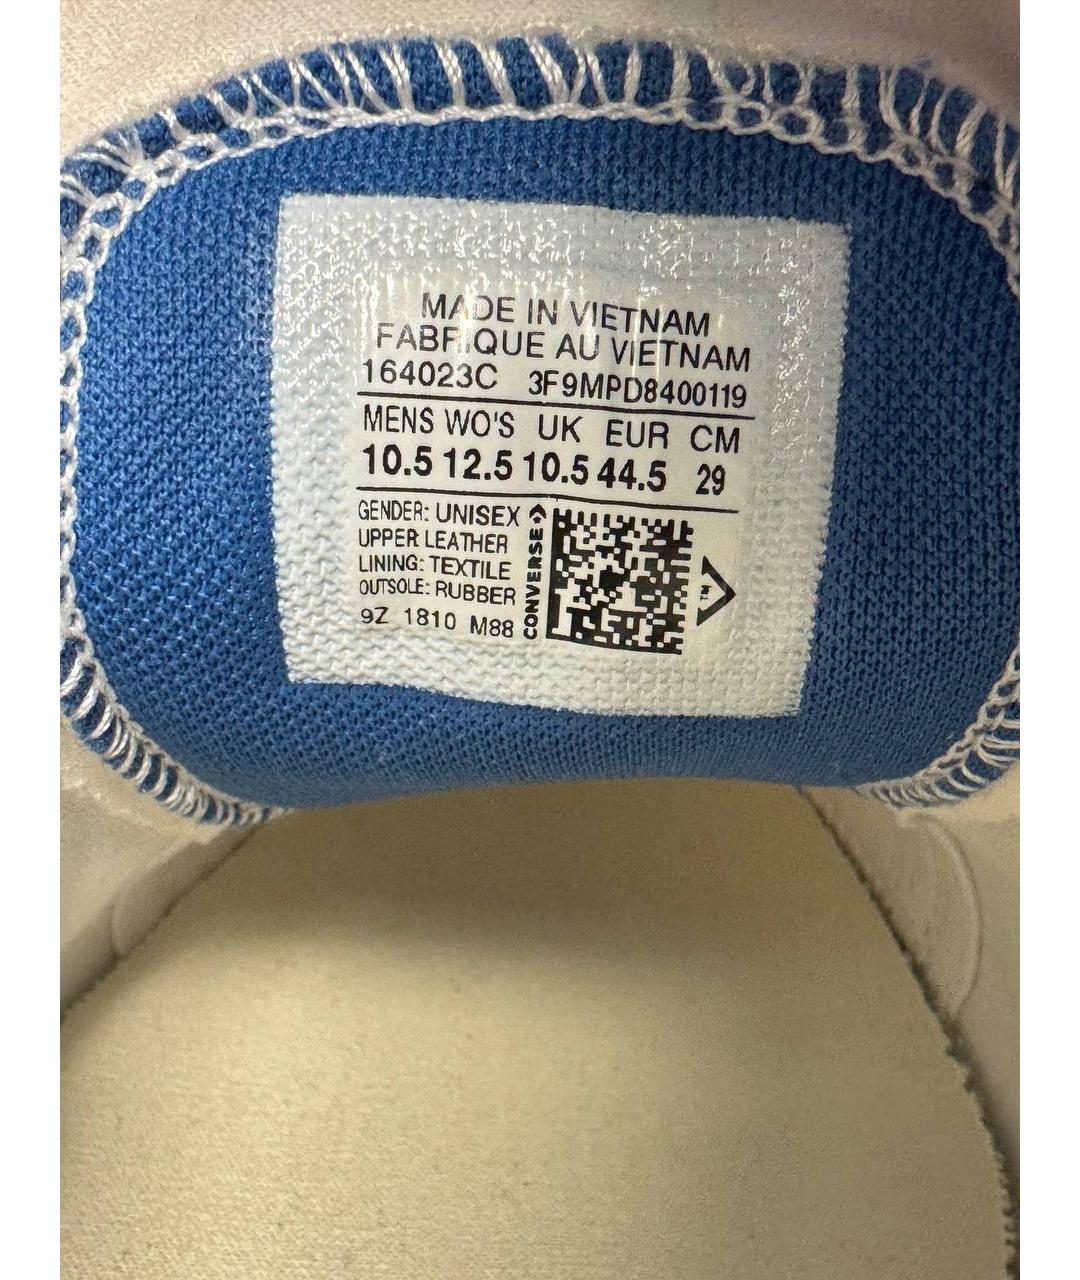 MADE IN VIETNAM
FABRIQUE AU VIETNAM
164023C 3F9MPD8400119
MENS WO'S UK EUR CM
10.5 12.5 10.5 44.5 29
GENDER: UNISEX
UPPER LEATHER
LINING: TEXTILE
OUTSOLE: RUBBER
9Z 1810 M88
CONVERSE
TM